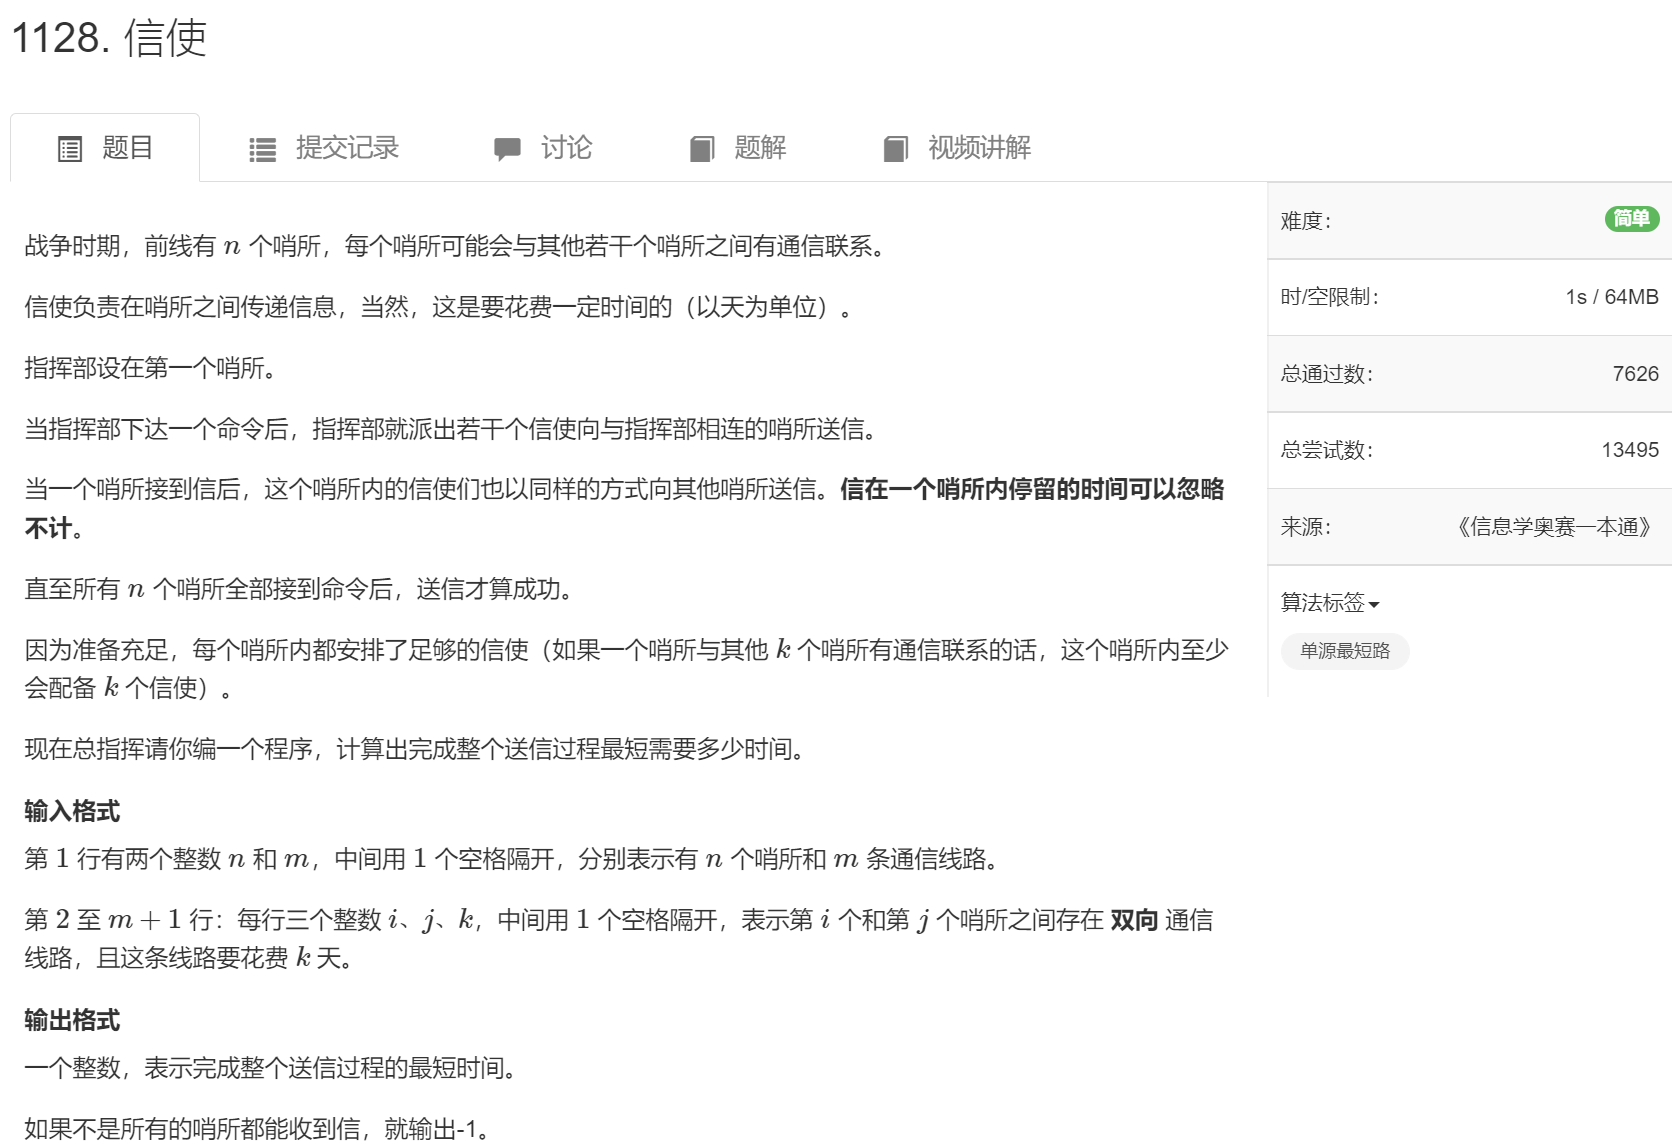 1128. 信使
题目 提交记录 讨论 题解 视频讲解
战争时期，前线有 n 个哨所，每个哨所可能会与其他若干个哨所之间有通信联系。
信使负责在哨所之间传递信息，当然，这是要花费一定时间的（以天为单位）。
指挥部设在第一个哨所。
当指挥部下达一个命令后，指挥部就派出若干个信使向与指挥部相连的哨所送信。
当一个哨所接到信后，这个哨所内的信使们也以同样的方式向其他哨所送信。信在一个哨所内停留的时间可以忽略
不计。
直至所有 n 个哨所全部接到命令后，送信才算成功。
因为准备充足，每个哨所内都安排了足够的信使（如果一个哨所与其他 k 个哨所有通信联系的话，这个哨所内至少
会配备 k 个信使）。
现在总指挥请你编一个程序，计算出完成整个送信过程最短需要多少时间。
输入格式
第 1 行有两个整数 n 和 m，中间用 1 个空格隔开，分别表示有 n 个哨所和 m 条通信线路。
第 2 至 m + 1 行：每行三个整数 i、j、k，中间用 1 个空格隔开，表示第 i 个和第 j 个哨所之间存在 双向 通信
线路，且这条线路要花费 k 天。
输出格式
一个整数，表示完成整个送信过程的最短时间。
如果不是所有的哨所都能收到信，就输出-1。
难度： 简单
时/空限制： 1s / 64MB
总通过数： 7626
总尝试数： 13495
来源： 《信息学奥赛一本通》
算法标签
单源最短路